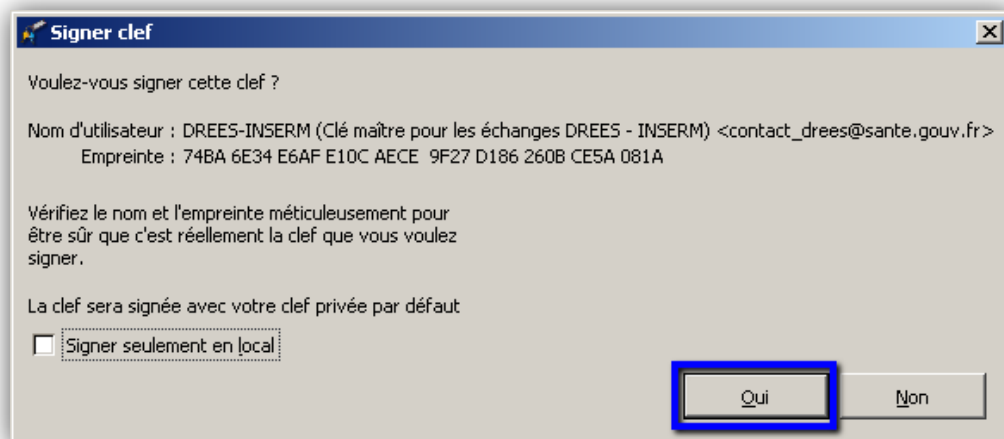 Signer clef
Voulez-vous signer cette clef ?
Nom d'utilisateur : DREES-INSERM (Clé maître pour les échanges DREES - INSERM) <contact_drees@sante.gouv.fr>
Empreinte : 74BA 6E34 E6AF E10C AECE 9F27 D186 260B CE5A 081A
Vérifiez le nom et l'empreinte méticuleusement pour
être sûr que c'est réellement la clef que vous voulez
signer.
La clef sera signée avec votre clef privée par défaut
Signer seulement en local
Oui
Non